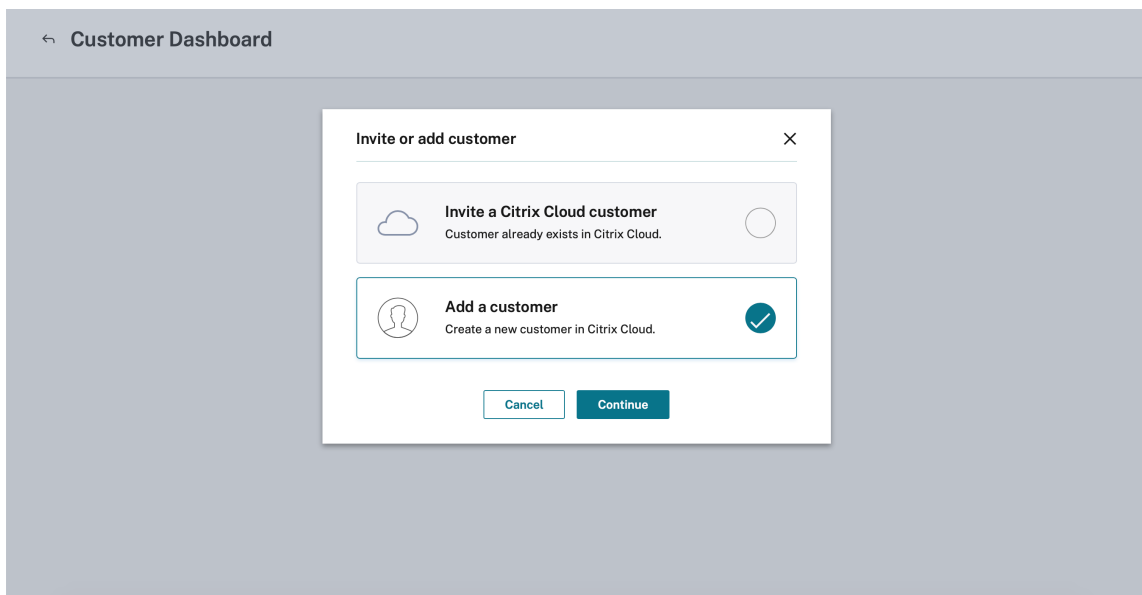 Customer Dashboard
Invite or add customer
Invite a Citrix Cloud customer
Customer already exists in Citrix Cloud.
Add a customer
Create a new customer in Citrix Cloud.
Cancel
Continue